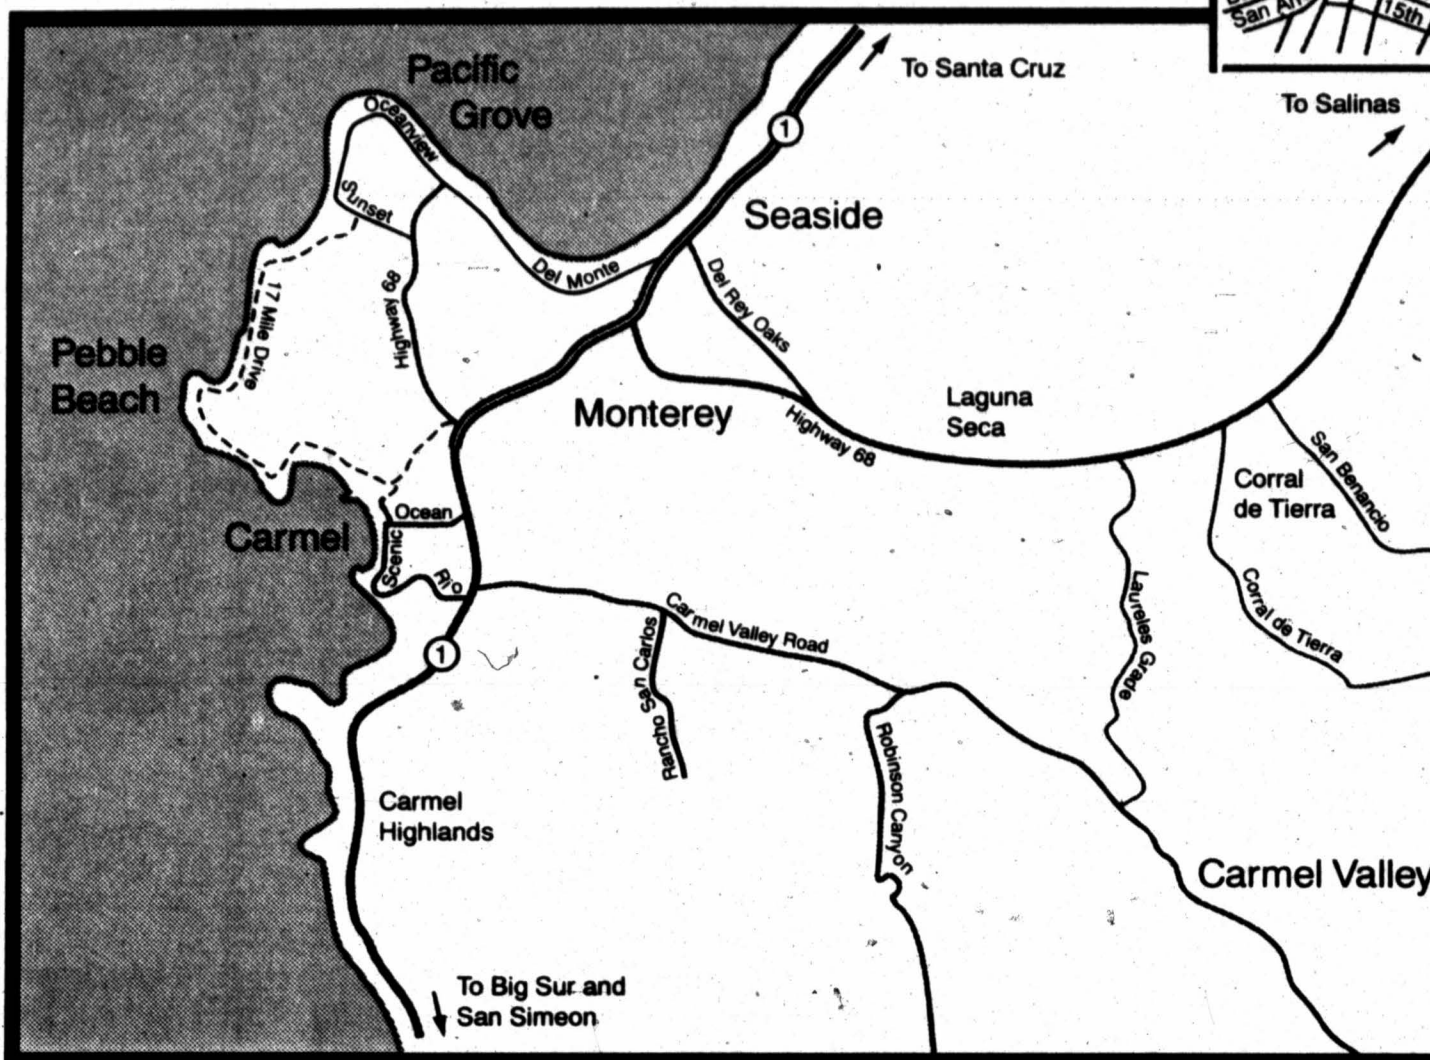 San An
15th
Pacific
Grove
To Santa Cruz
To Salinas
Oceanview
1
Sunset
Seaside
Del Monte
Del Rey Oaks
17 Mile Drive
Highway 68
Pebble
Beach
Monterey
Laguna
Seca
Highway 68
San Benancio
Corral
de Tierra
Ocean
Carmel
Scenic
Rio
Laureles Grade
Corral de Tierra
Carmel Valley Road
Rancho San Carlos
1
Robinson Canyon
Carmel
Highlands
Carmel Valley
To Big Sur and
San Simeon